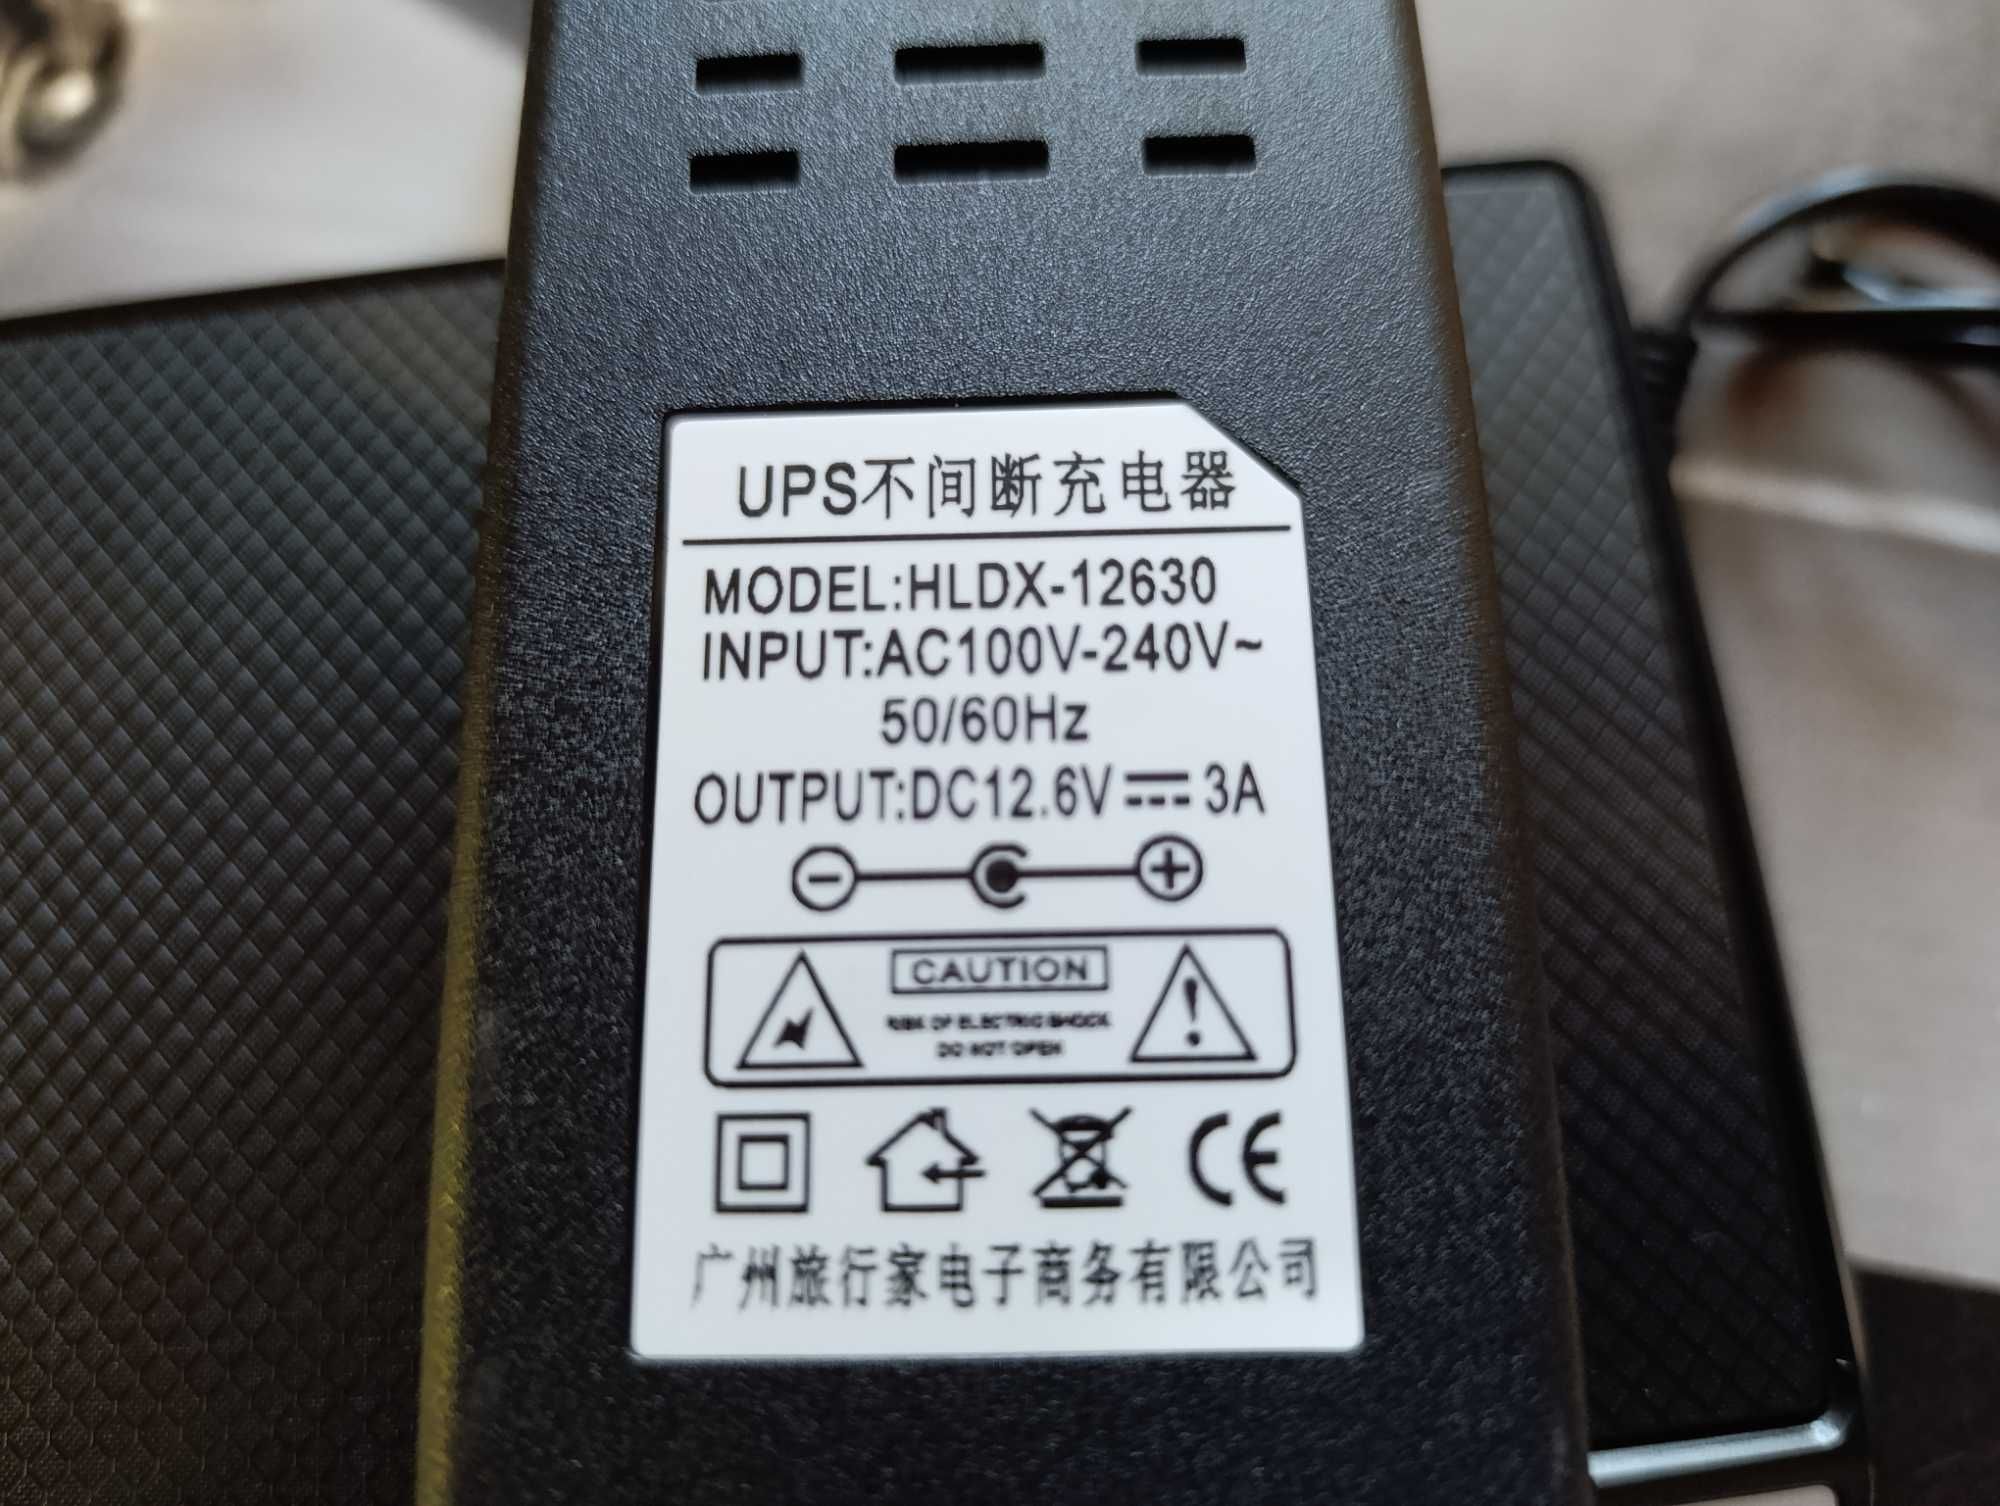 UPS不间断充电器
MODEL:HLDX-12630
INPUT:AC100V-240V~
50/60Hz
OUTPUT:DC12.6V⎓3A
CAUTION
RISK OF ELECTRIC SHOCK
DO NOT OPEN
CE
广州旅行家电子商务有限公司